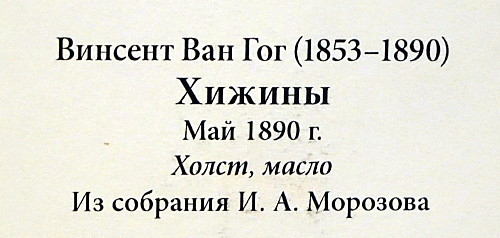 Винсент Ван Гог (1853–1890)
Хижины
Май 1890 г.
Холст, масло
Из собрания И. А. Морозова